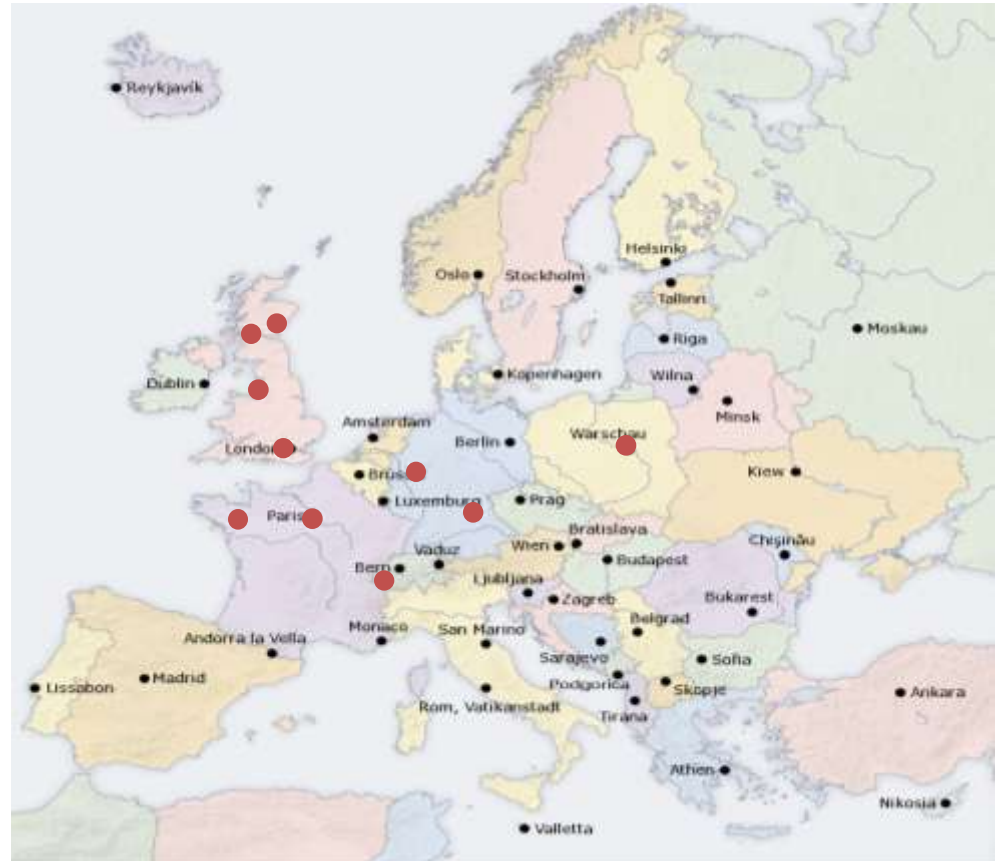 Reykjavík
Helsinki
Oslo
Stockholm
Tallinn
Moskau
Riga
Kopenhagen
Wilna
Dublin
Minsk
Amsterdam
Warschau
Berlin
London
Kiew
Brüss
Luxemburg
Prag
Paris
Bratislava
Chişinău
Wien
Vaduz
Budapest
Bern
Ljubljana
Bukarest
Zagreb
Belgrad
Monaco
San Marino
Andorra la Vella
Sarajevo
Sofia
Madrid
Podgorica
Lissabon
Skopje
Ankara
Rom, Vatikanstadt
Tirana
Athen
Nikosia
Valletta